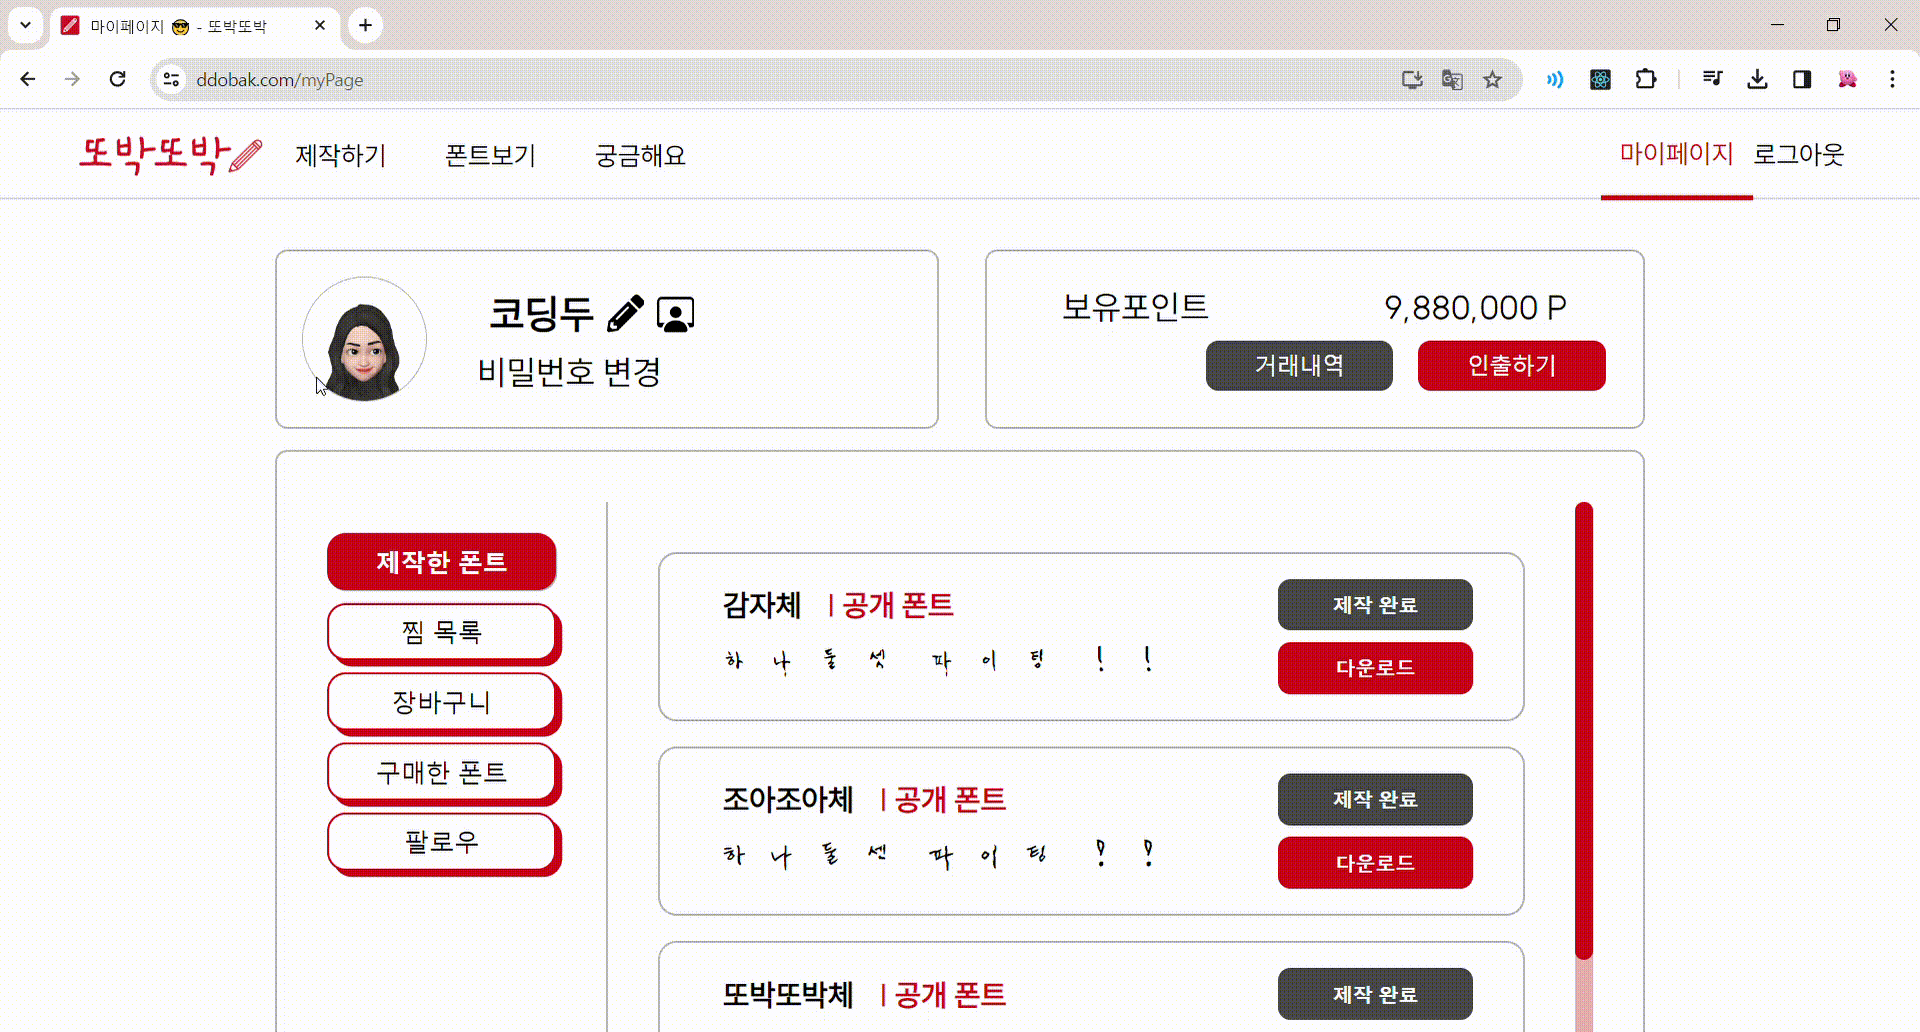 마이페이지 😎 - 또박또박
ddobak.com/myPage
또박또박 제작하기 폰트보기 궁금해요 마이페이지 로그아웃
코딩두
비밀번호 변경
보유포인트 9,880,000 P
거래내역 인출하기
제작한 폰트
찜 목록
장바구니
구매한 폰트
팔로우
감자체 | 공개 폰트
제작 완료
하나둘셋 파이팅!!
다운로드
조아조아체 | 공개 폰트
제작 완료
하나둘센 파이팅!!
다운로드
또박또박체 | 공개 폰트
제작 완료